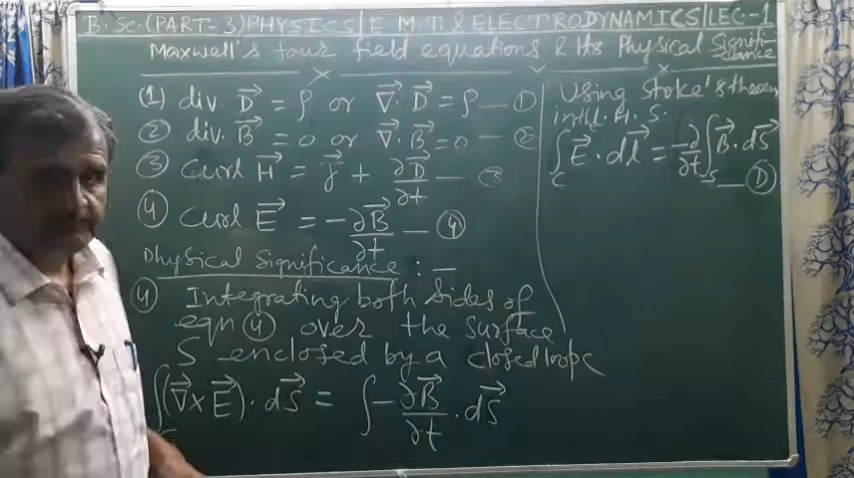 B.Sc.(PART-3)PHYSICS/E M.T. & ELECTRODYNAMICS/LEC-1
Maxwell's four field equations & Its Physical Significance
(1) div. D⃗ = ρ or ∇⃗. D⃗ = ρ — ①
(2) div. B⃗ = 0 or ∇⃗. B⃗ = 0 — ②
(3) curl H⃗ = J⃗ + ∂D⃗/∂t — ③
(4) curl E⃗ = -∂B⃗/∂t — ④
Physical Significance : —
(4) Integrating both sides of
eqn ④ over the surface
S enclosed by a closed loop C
∫(∇⃗×E⃗). dS⃗ = ∫-∂B⃗/∂t . dS⃗
Using Stoke's theorem
in
∫_C E⃗. dl⃗ = -∂/∂t ∫_S B⃗. dS⃗
— Ⓓ